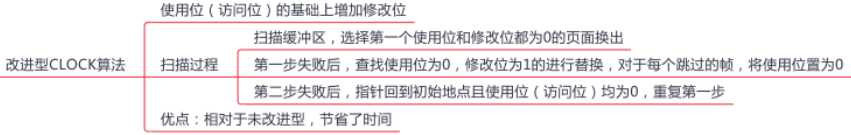 使用位（访问位）的基础上增加修改位
扫描缓冲区，选择第一个使用位和修改位都为0的页面换出
改进型CLOCK算法
扫描过程
第一步失败后，查找使用位为0，修改位为1的进行替换，对于每个跳过的帧，将使用位置为0
第二步失败后，指针回到初始地点且使用位（访问位）均为0，重复第一步
优点：相对于未改进型，节省了时间